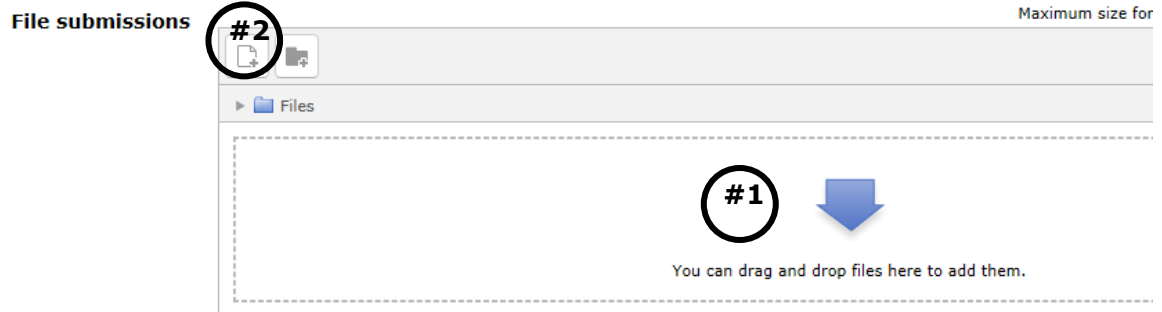 Maximum size for
File submissions
#2
Files
#1
You can drag and drop files here to add them.